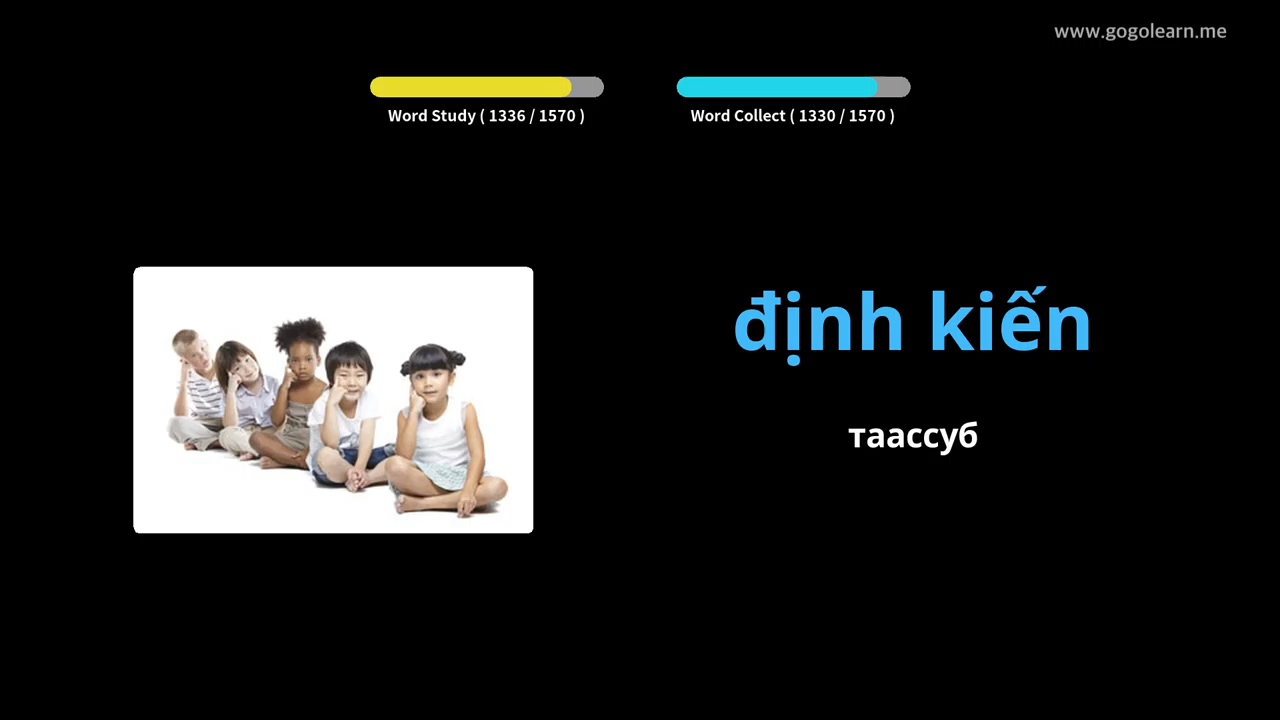 www.gogolearn.me
Word Study ( 1336 / 1570 )
Word Collect ( 1330 / 1570 )
định kiến
таассуб